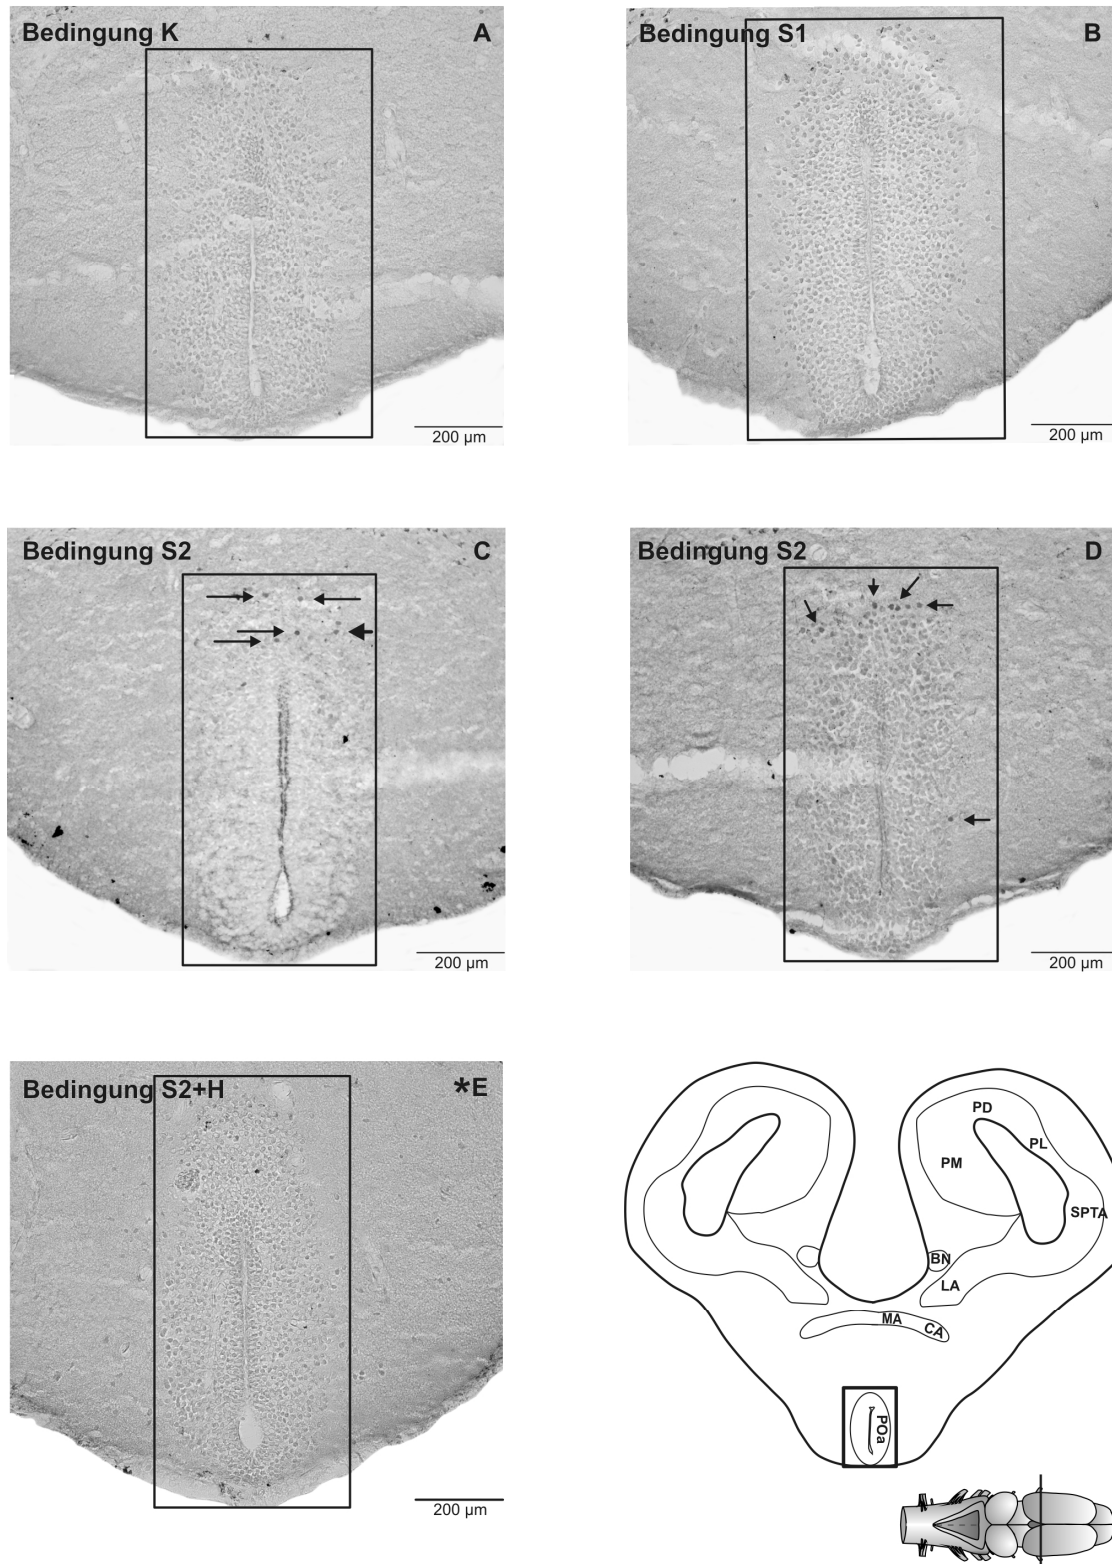 Bedingung K A
200 µm
Bedingung S1 B
200 µm
Bedingung S2 C
200 µm
Bedingung S2 D
200 µm
Bedingung S2+H *E
200 µm
PD
PL
PM
SPTA
BN
LA
MA
CA
POa